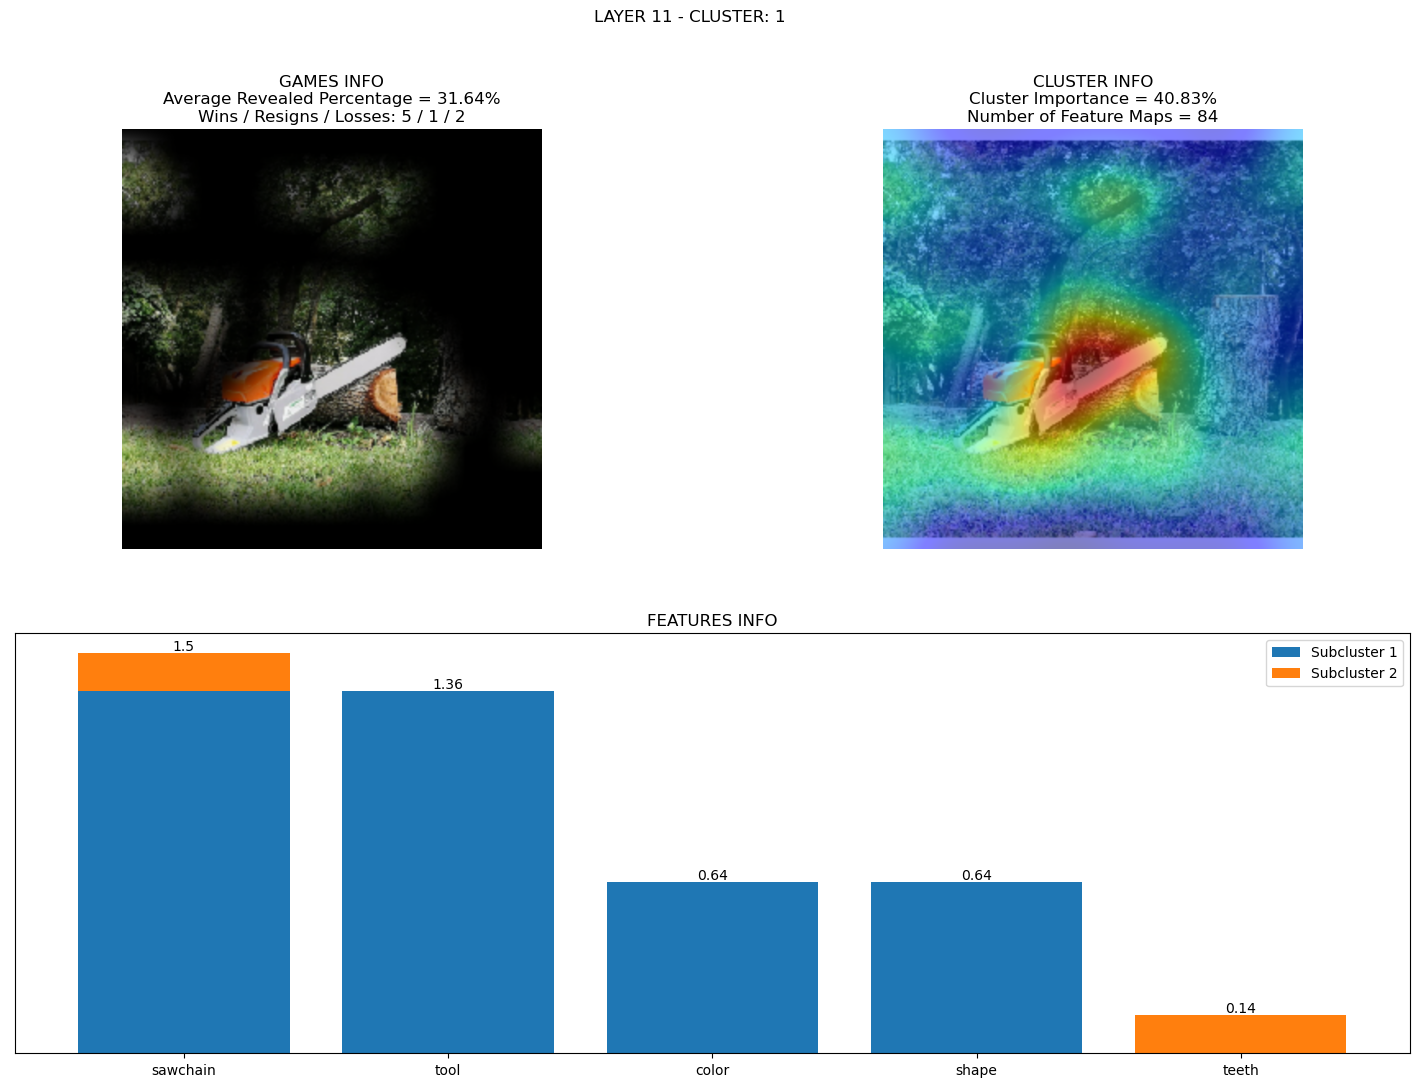 LAYER 11 - CLUSTER: 1
GAMES INFO
Average Revealed Percentage = 31.64%
Wins / Resigns / Losses: 5 / 1 / 2
CLUSTER INFO
Cluster Importance = 40.83%
Number of Feature Maps = 84
FEATURES INFO
1.5
1.36
0.64
0.64
0.14
Subcluster 1
Subcluster 2
sawchain
tool
color
shape
teeth